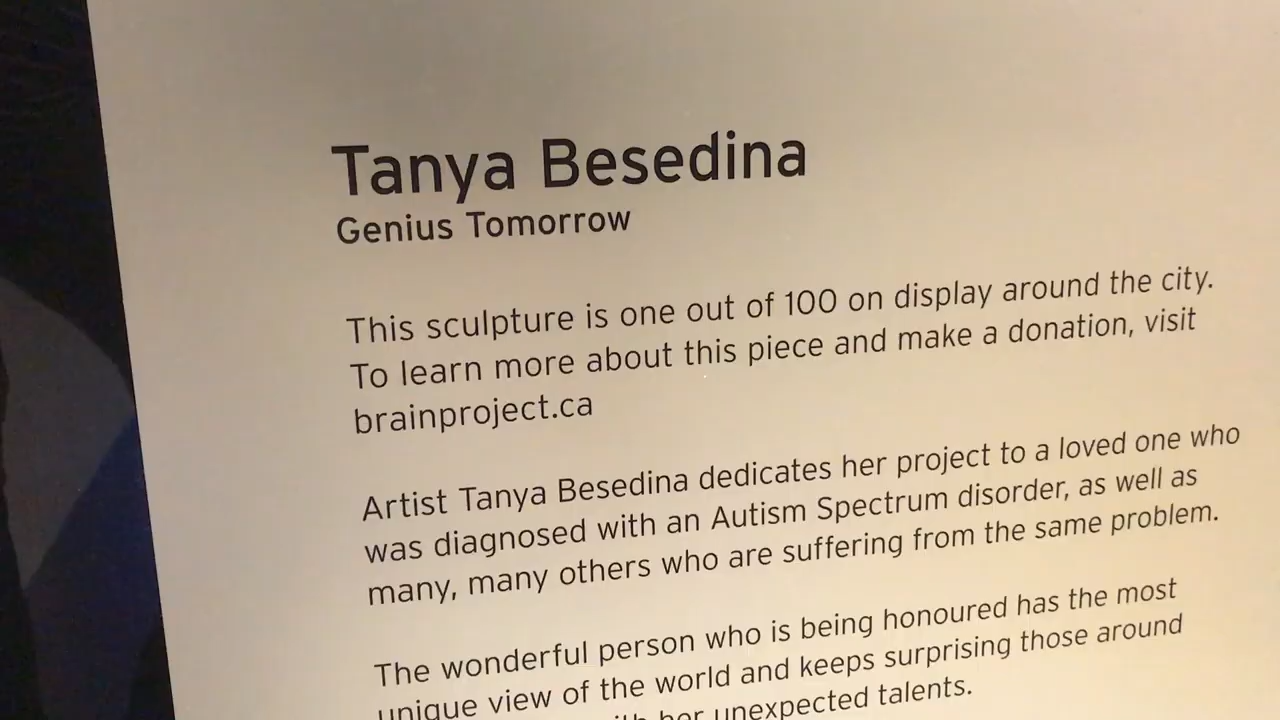 Tanya Besedina
Genius Tomorrow
This sculpture is one out of 100 on display around the city.
To learn more about this piece and make a donation, visit
brainproject.ca
Artist Tanya Besedina dedicates her project to a loved one who
was diagnosed with an Autism Spectrum disorder, as well as
many, many others who are suffering from the same problem.
The wonderful person who is being honoured has the most
unique view of the world and keeps surprising those around
her unexpected talents.